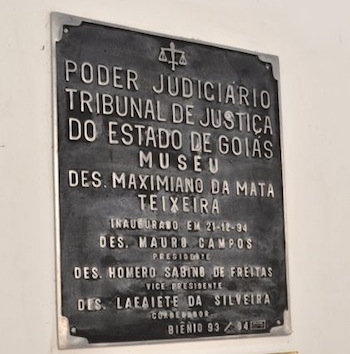 PODER JUDICIÁRIO
TRIBUNAL DE JUSTIÇA
DO ESTADO DE GOIÁS
MUSEU
DES. MAXIMIANO DA MATA
TEIXEIRA
INAUGURADO EM 21-12-94
DES. MAURO CAMPOS
PRESIDENTE
DES. HOMERO SABINO DE FREITAS
VICE PRESIDENTE
DES. LAFAIETE DA SILVEIRA
CORREGEDOR
BIÊNIO 93 / 94